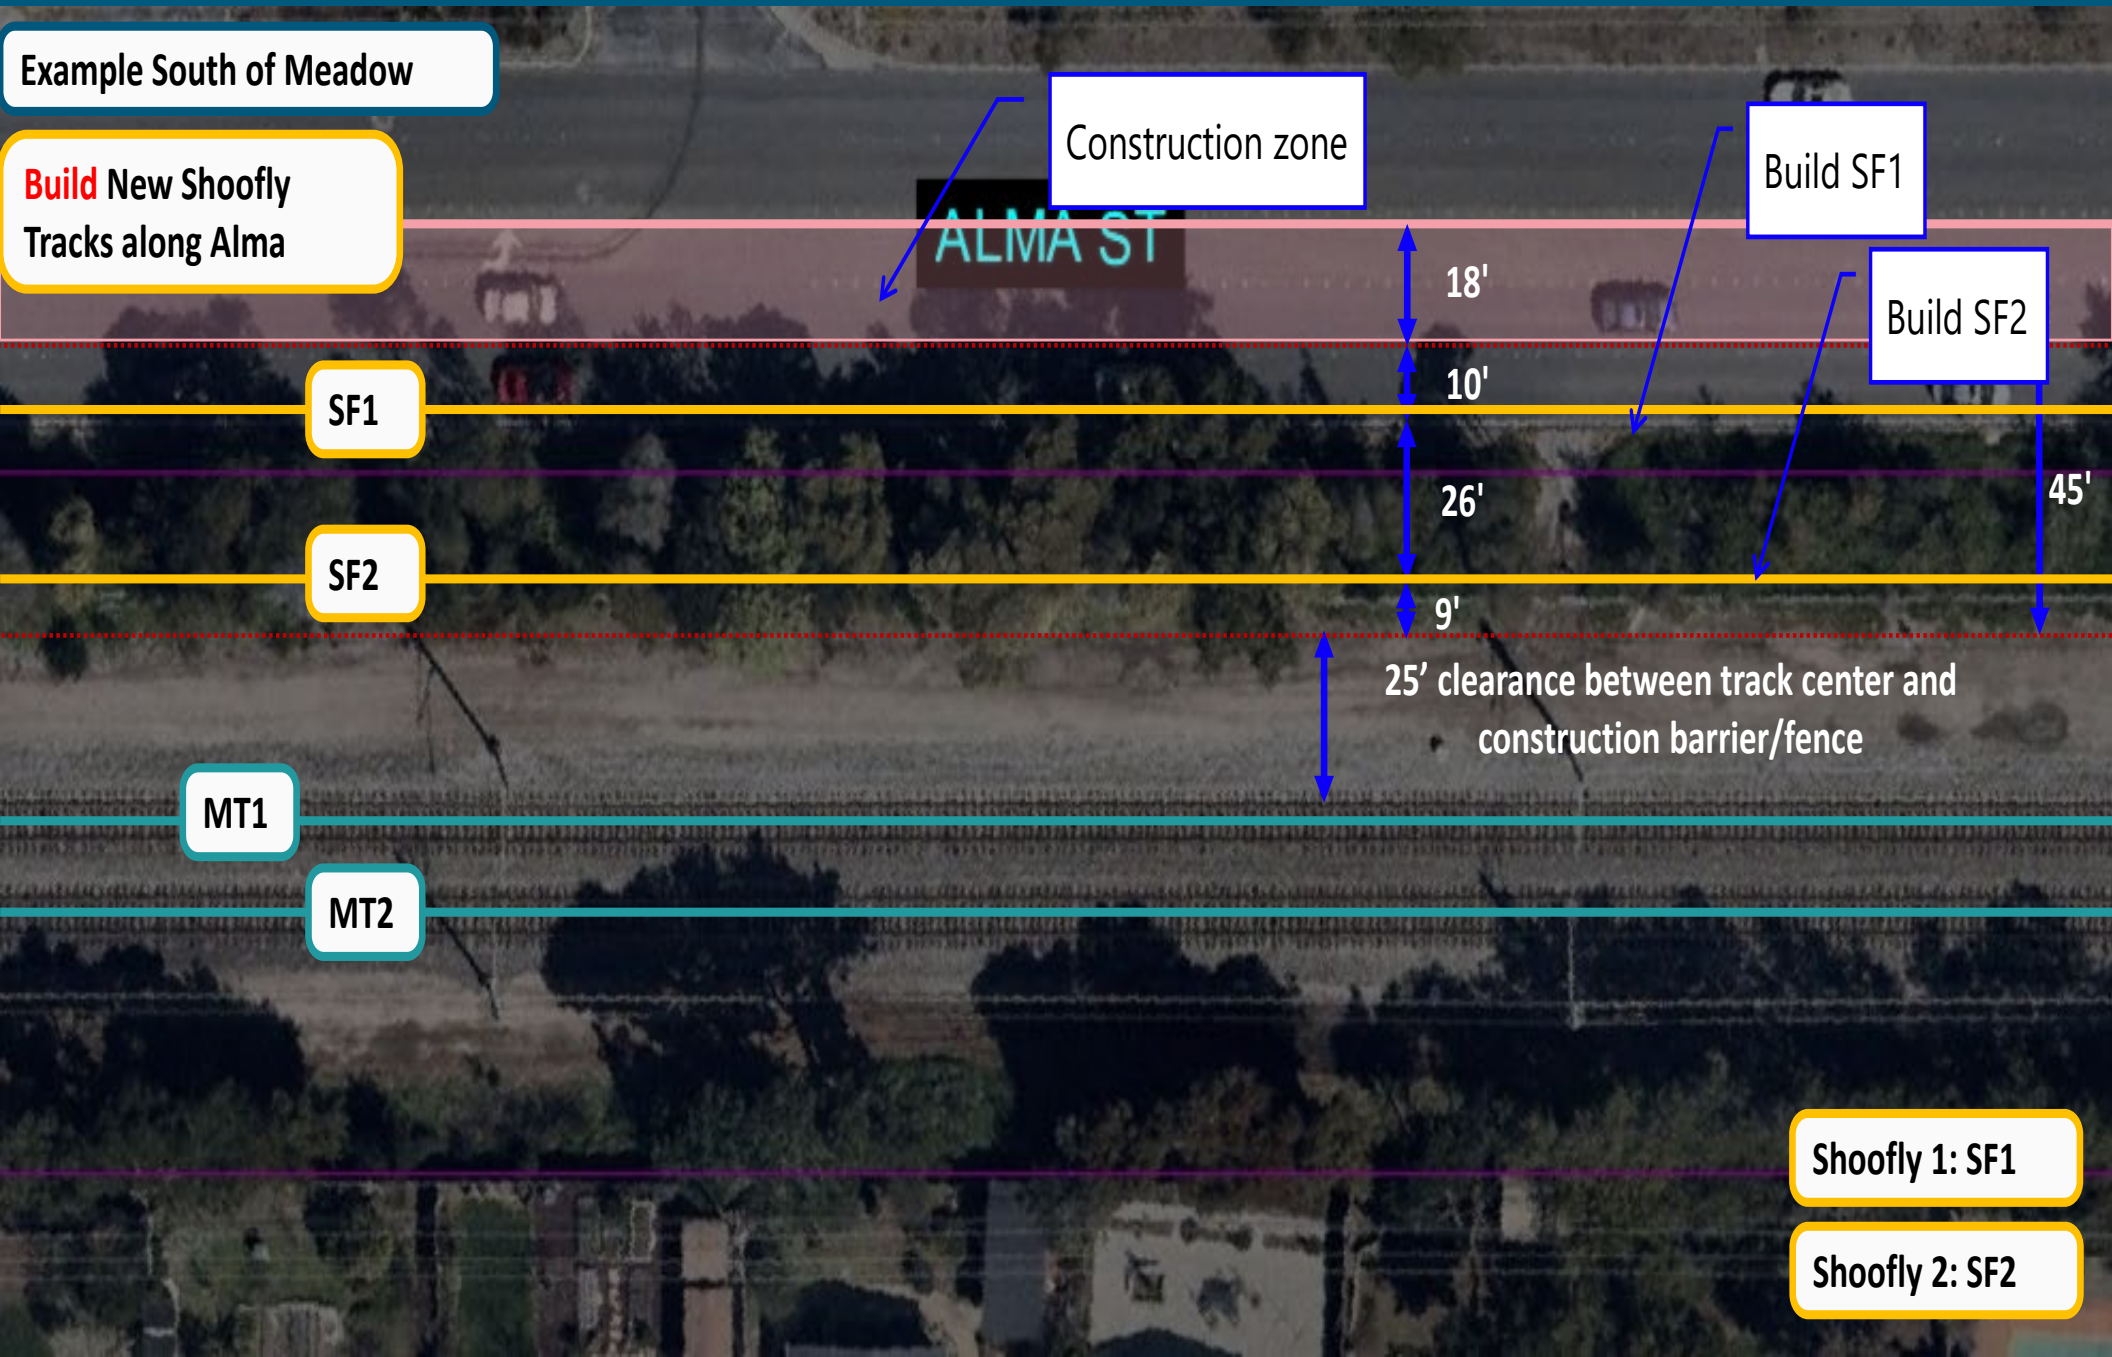 Example South of Meadow
Build New Shoofly
Tracks along Alma
Construction zone
Build SF1
Build SF2
ALMA ST
18'
10'
SF1
26'
45'
SF2
9'
25’ clearance between track center and
construction barrier/fence
MT1
MT2
Shoofly 1: SF1
Shoofly 2: SF2